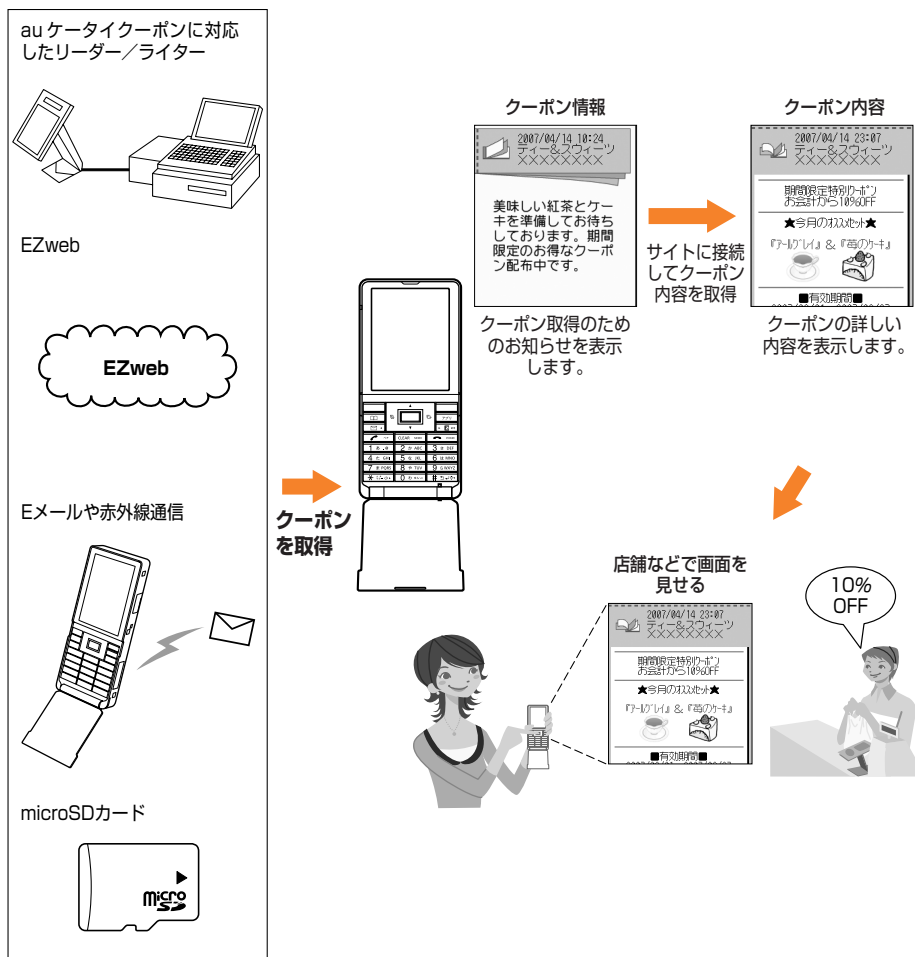 au ケータイクーポンに対応
したリーダー／ライター
EZweb
EZweb
Eメールや赤外線通信
microSDカード
micro
SD
クーポン
を取得
クーポン情報
2007/04/14 10:24
ティー&スウィーツ
××××××××
美味しい紅茶とケー
キを準備してお待ち
しております。期間
限定のお得なクーポ
ン配布中です。
クーポン取得のため
のお知らせを表示
します。
サイトに接続
してクーポン
内容を取得
クーポン内容
2007/04/14 23:07
ティー&スウィーツ
××××××××
期間限定特別ｸｰﾎﾟﾝ
お会計から10%OFF
★今月のｵｽｽﾒｾｯﾄ★
『ｱｰﾙｸﾞﾚｲ』&『苺のｹｰｷ』
■有効期間■
クーポンの詳しい
内容を表示します。
店舗などで画面を
見せる
2007/04/14 23:07
ティー&スウィーツ
××××××××
期間限定特別ｸｰﾎﾟﾝ
お会計から10%OFF
★今月のｵｽｽﾒｾｯﾄ★
『ｱｰﾙｸﾞﾚｲ』&『苺のｹｰｷ』
■有効期間■
10%
OFF